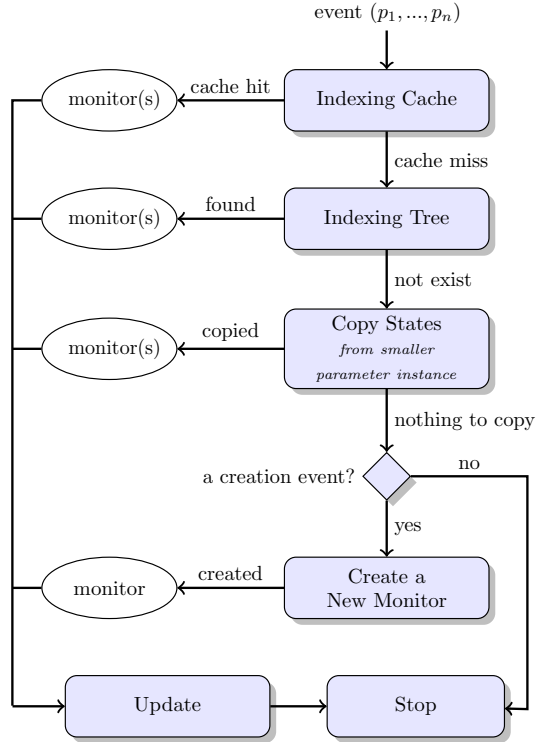 event (p₁, ..., pₙ)
monitor(s)
cache hit
Indexing Cache
cache miss
monitor(s)
found
Indexing Tree
not exist
monitor(s)
copied
Copy States
from smaller
parameter instance
nothing to copy
a creation event?
no
yes
monitor
created
Create a
New Monitor
Update
Stop